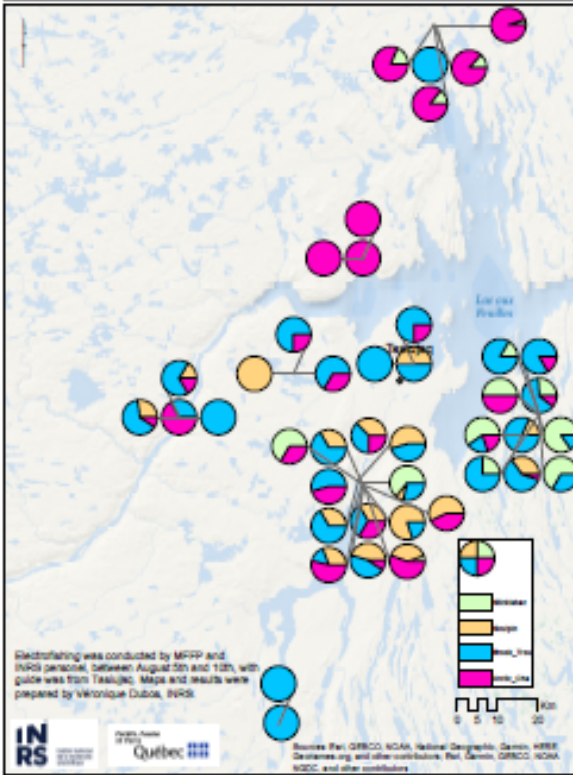 Lac aux
Feuilles
Tasiujaq
Sculpin
Electrofishing was conducted by MFFP and
INRS personel, between August 5th and 10th, with
guide was from Tasiujaq. Maps and results were
prepared by Véronique Dubos, INRS.
Km
0 5 10 20
INRS
Québec
Sources: Esri, GEBCO, NOAA, National Geographic, Garmin, HERE,
Geonames.org, and other contributors, Esri, Garmin, GEBCO, NOAA
NGDC, and other contributors